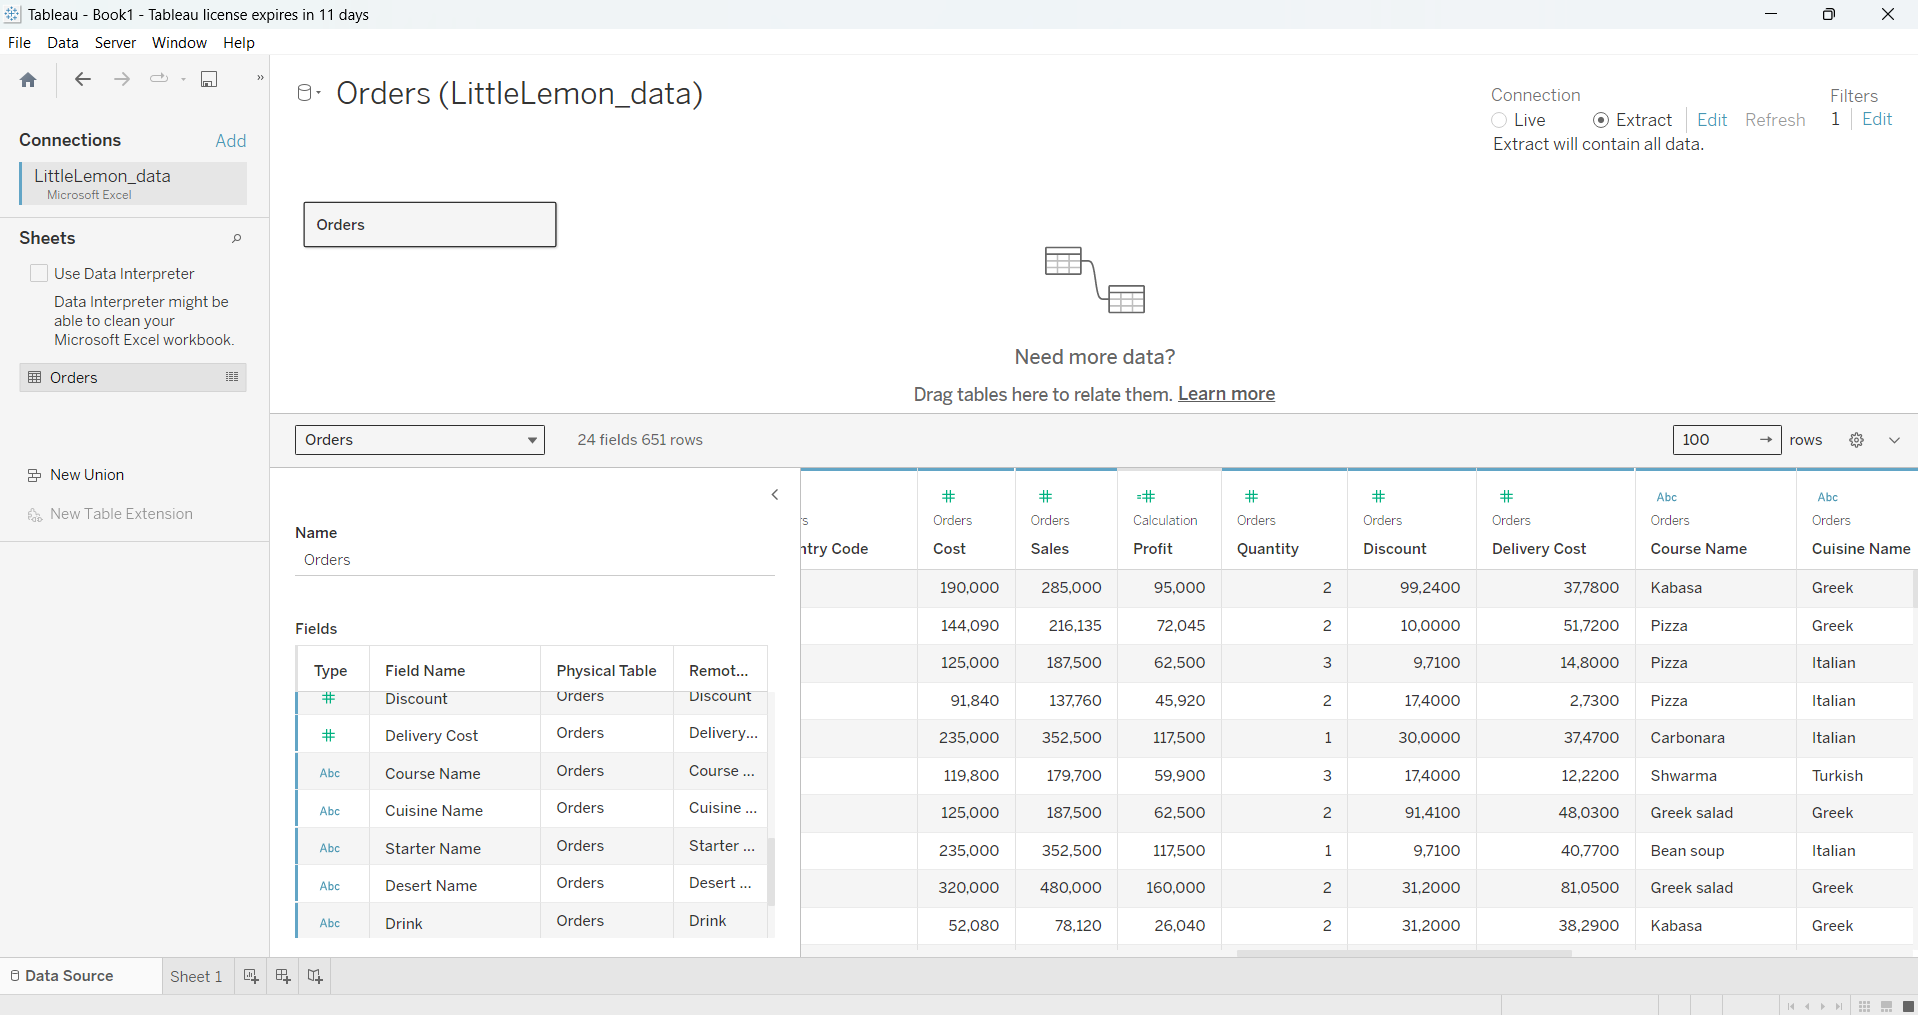 Tableau - Book1 - Tableau license expires in 11 days
File Data Server Window Help
Connections Add
LittleLemon_data
Microsoft Excel
Sheets
Use Data Interpreter
Data Interpreter might be
able to clean your
Microsoft Excel workbook.
Orders
New Union
New Table Extension
Orders (LittleLemon_data)
Connection
Live Extract Edit Refresh
Extract will contain all data.
Filters
1 Edit
Orders
Need more data?
Drag tables here to relate them. Learn more
Orders 24 fields 651 rows 100 → rows
Name
Orders
Fields
Type Field Name Physical Table Remot...
# Discount Orders Discount
# Delivery Cost Orders Delivery...
Abc Course Name Orders Course ...
Abc Cuisine Name Orders Cuisine ...
Abc Starter Name Orders Starter ...
Abc Desert Name Orders Desert ...
Abc Drink Orders Drink
# # =# # # # Abc Abc
rs Orders Orders Calculation Orders Orders Orders Orders Orders
ntry Code Cost Sales Profit Quantity Discount Delivery Cost Course Name Cuisine Name
190,000 285,000 95,000 2 99,2400 37,7800 Kabasa Greek
144,090 216,135 72,045 2 10,0000 51,7200 Pizza Greek
125,000 187,500 62,500 3 9,7100 14,8000 Pizza Italian
91,840 137,760 45,920 2 17,4000 2,7300 Pizza Italian
235,000 352,500 117,500 1 30,0000 37,4700 Carbonara Italian
119,800 179,700 59,900 3 17,4000 12,2200 Shwarma Turkish
125,000 187,500 62,500 2 91,4100 48,0300 Greek salad Greek
235,000 352,500 117,500 1 9,7100 40,7700 Bean soup Italian
320,000 480,000 160,000 2 31,2000 81,0500 Greek salad Greek
52,080 78,120 26,040 2 31,2000 38,2900 Kabasa Greek
Data Source Sheet 1